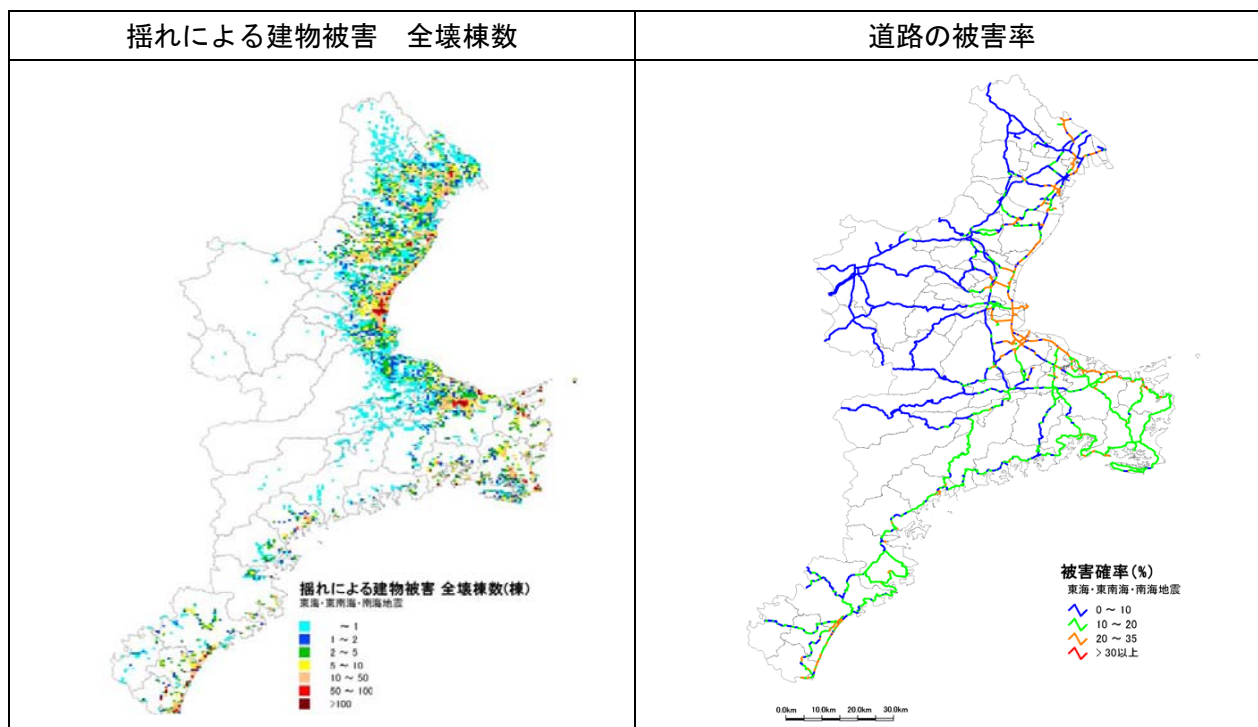 揺れによる建物被害　全壊棟数
道路の被害率
揺れによる建物被害 全壊棟数(棟)
東海・東南海・南海地震
～ 1
1 ～ 2
2 ～ 5
5 ～ 10
10 ～ 50
50 ～ 100
>100
被害確率(%)
東海・東南海・南海地震
0 ～ 10
10 ～ 20
20 ～ 35
> 30以上
0.0km 10.0km 20.0km 30.0km